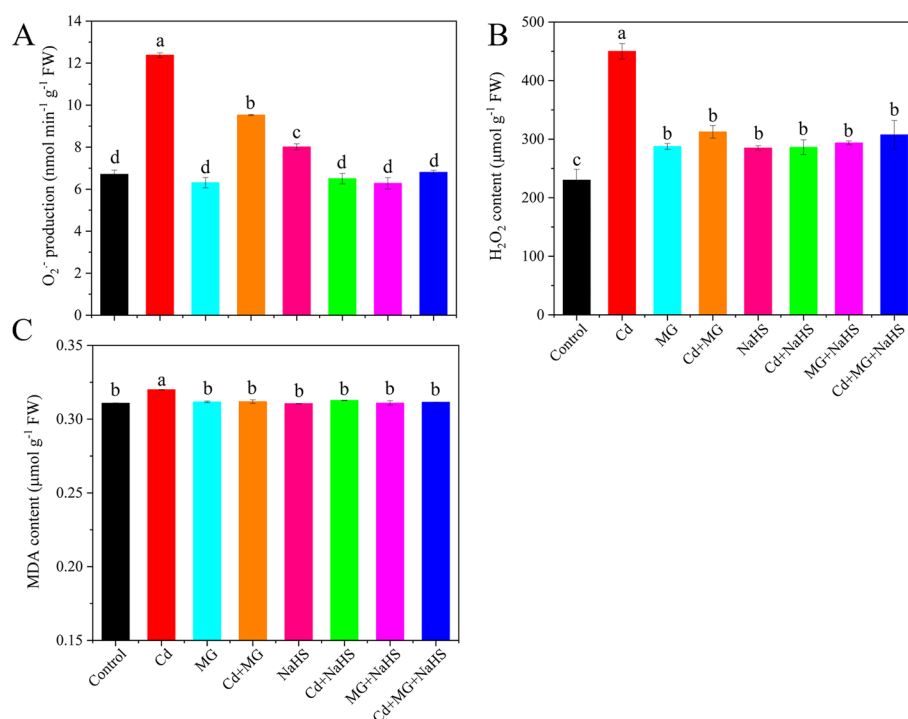 A
O₂·⁻ production (nmol min⁻¹ g⁻¹ FW)
14
12
10
8
6
4
2
0
d
a
d
b
c
d
d
d
B
H₂O₂ content (μmol g⁻¹ FW)
500
400
300
200
100
0
c
a
b
b
b
b
b
b
Control
Cd
MG
Cd+MG
NaHS
Cd+NaHS
MG+NaHS
Cd+MG+NaHS
C
MDA content (μmol g⁻¹ FW)
0.35
0.30
0.25
0.20
0.15
b
a
b
b
b
b
b
b
Control
Cd
MG
Cd+MG
NaHS
Cd+NaHS
MG+NaHS
Cd+MG+NaHS